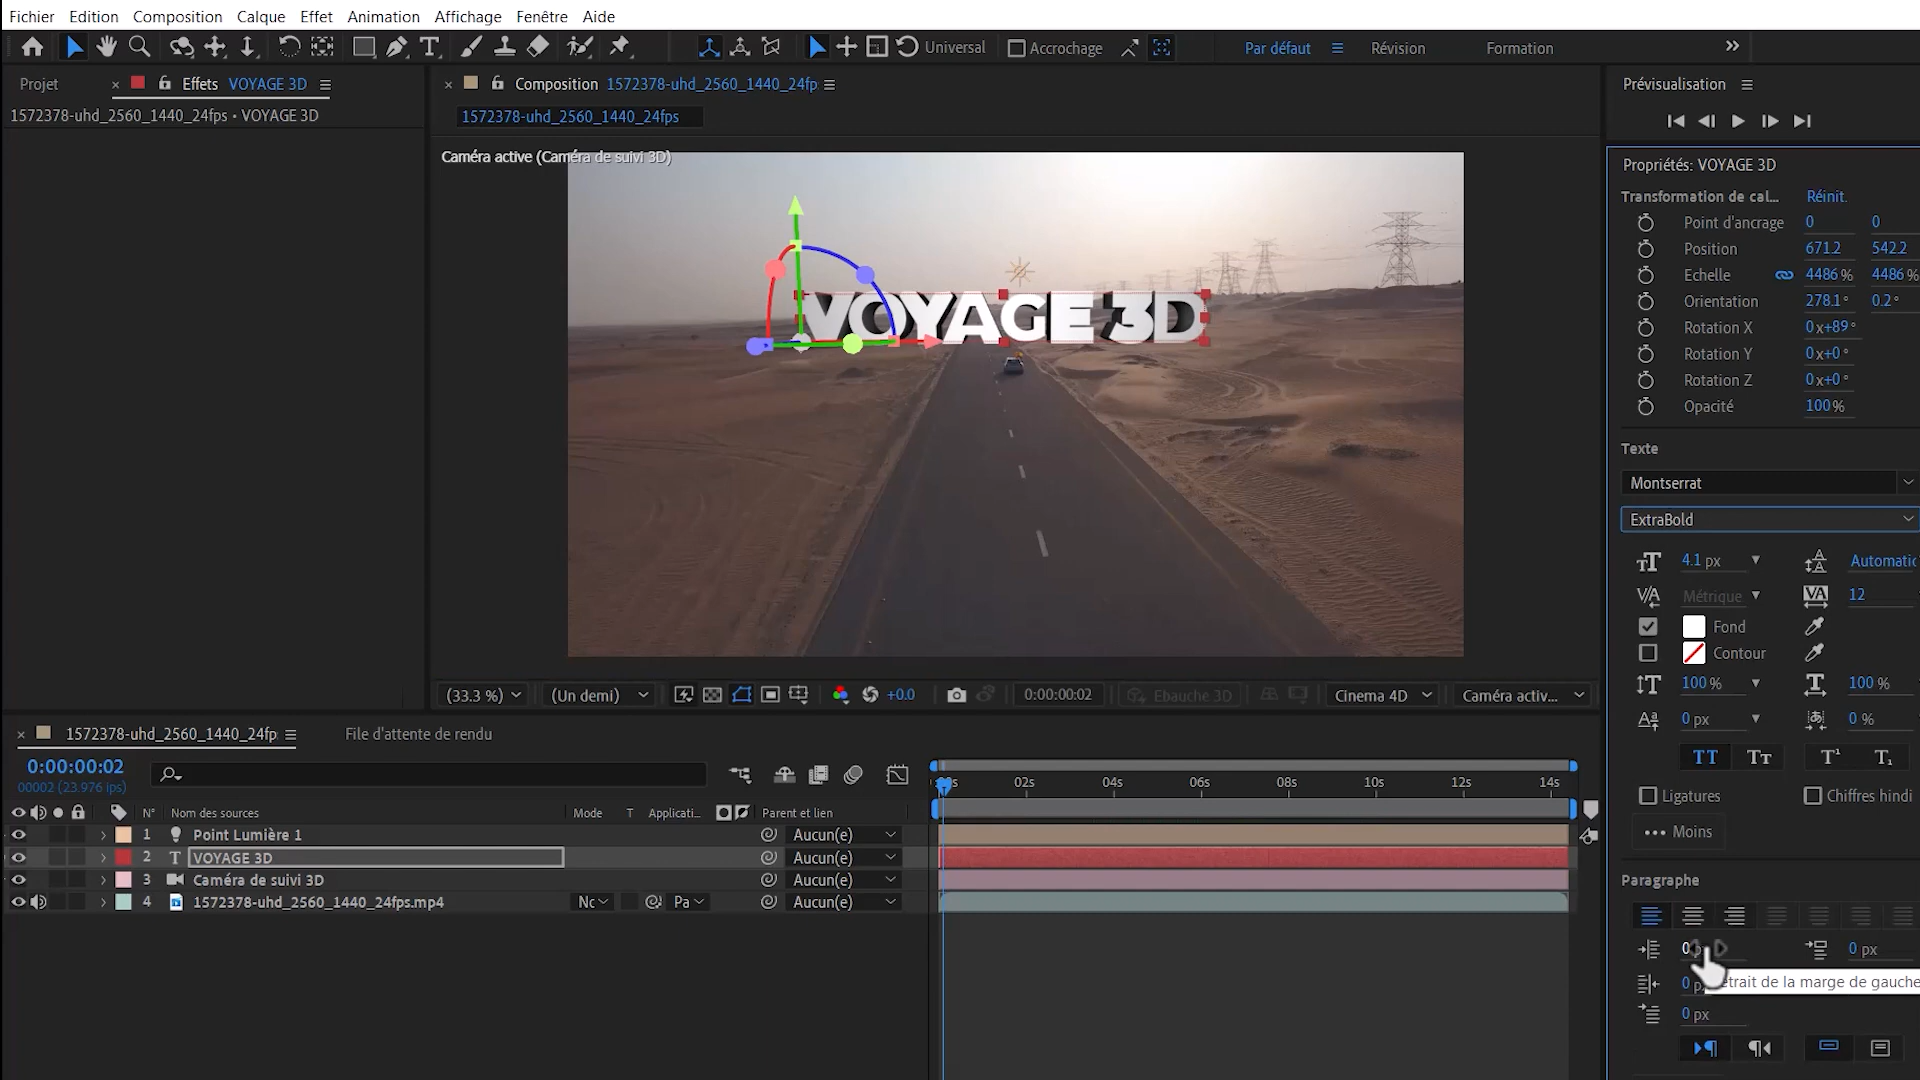 Fichier Edition Composition Calque Effet Animation Affichage Fenêtre Aide
Universal Accrochage Par défaut Révision Formation
Projet Effets VOYAGE 3D
1572378-uhd_2560_1440_24fps • VOYAGE 3D
Composition 1572378-uhd_2560_1440_24fp
1572378-uhd_2560_1440_24fps
Caméra active (Caméra de suivi 3D)
VOYAGE 3D
(33.3 %) (Un demi) +0.0 0:00:00:02 Ebauche 3D Cinema 4D Caméra activ...
Prévisualisation
Propriétés: VOYAGE 3D
Transformation de cal... Réinit.
Point d'ancrage 0 0
Position 671.2 542.2
Echelle 4486 % 4486 %
Orientation 278.1° 0.2°
Rotation X 0x+89°
Rotation Y 0x+0°
Rotation Z 0x+0°
Opacité 100 %
Texte
Montserrat
ExtraBold
4.1 px Automatic
Métrique 12
Fond
Contour
100 % 100 %
0 px 0 %
TT Tт T¹ T₁
Ligatures Chiffres hindi
Moins
Paragraphe
0 px 0 px
0 px
etrait de la marge de gauche
0 px
1572378-uhd_2560_1440_24fp File d'attente de rendu
0:00:00:02
00002 (23.976 ips)
N° Nom des sources Mode T Applicati... Parent et lien
02s 04s 06s 08s 10s 12s 14s
1 Point Lumière 1 Aucun(e)
2 T VOYAGE 3D Aucun(e)
3 Caméra de suivi 3D Aucun(e)
4 1572378-uhd_2560_1440_24fps.mp4 Nc Pa Aucun(e)